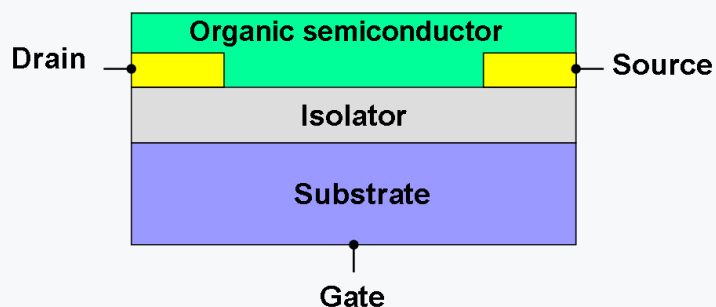 Organic semiconductor
Drain
Source
Isolator
Substrate
Gate